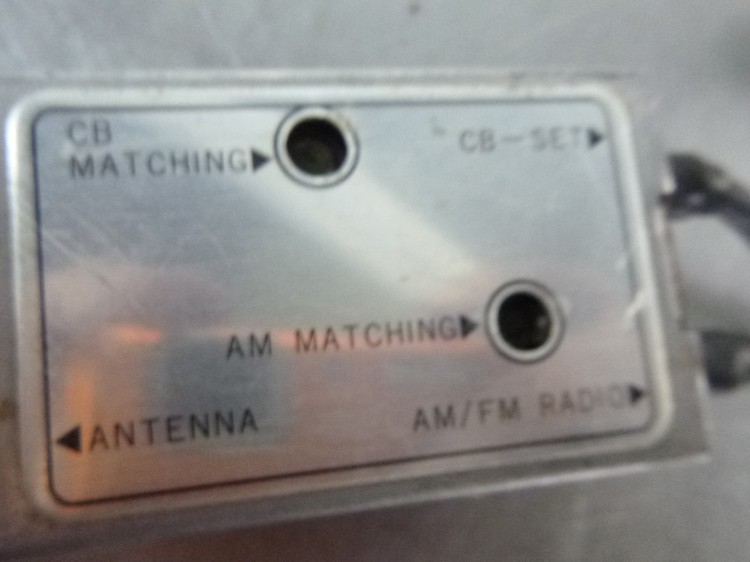 CB
MATCHING▶
CB-SET▶
AM MATCHING▶
◀ANTENNA
AM/FM RADIO▶